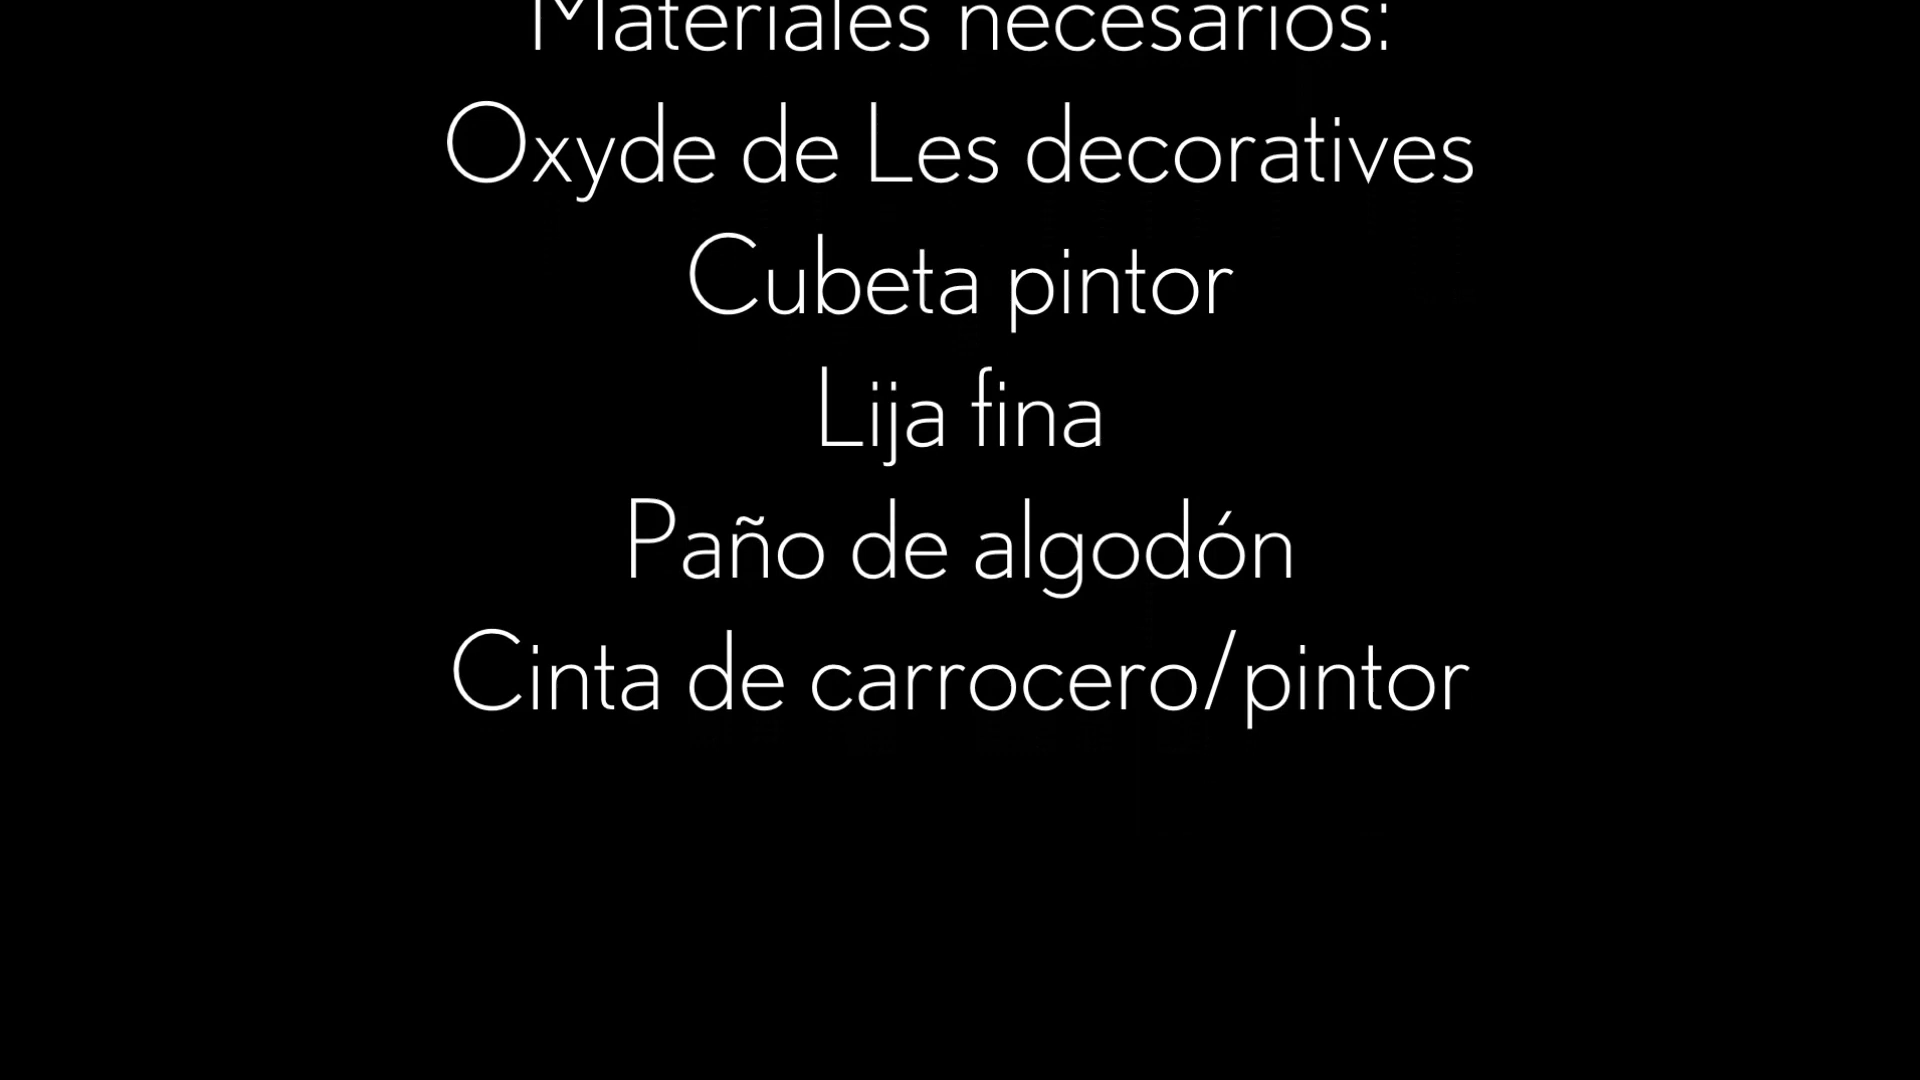 Materiales necesarios:
Oxyde de Les decoratives
Cubeta pintor
Lija fina
Paño de algodón
Cinta de carrocero/pintor